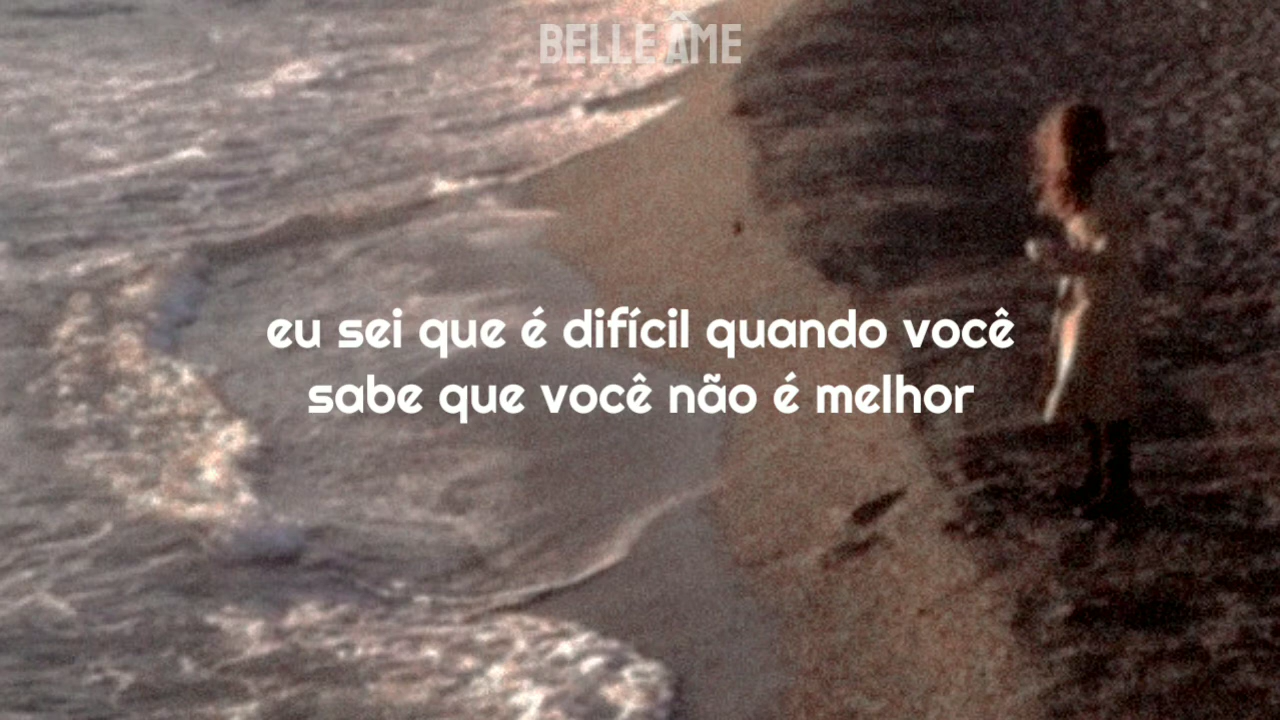 BELLE ÂME
eu sei que é difícil quando você
sabe que você não é melhor